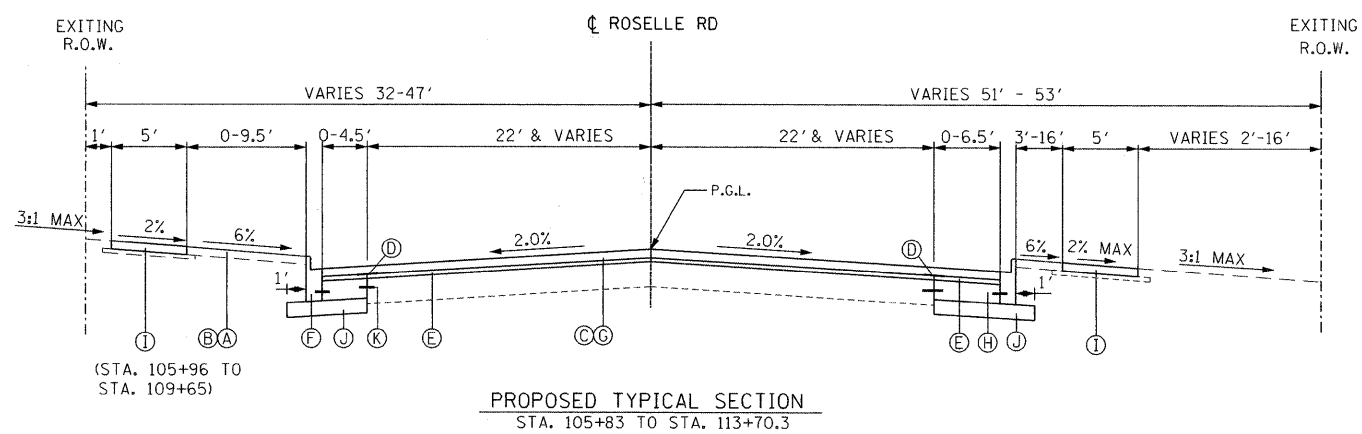 EXITING
R.O.W.
℄ ROSELLE RD
EXITING
R.O.W.
VARIES 32-47'
VARIES 51' - 53'
1'
5'
0-9.5'
0-4.5'
22' & VARIES
22' & VARIES
0-6.5'
3'-16'
5'
VARIES 2'-16'
P.G.L.
3:1 MAX
2%
6%
2.0%
2.0%
D
D
6%
2% MAX
3:1 MAX
1'
1'
I
B A
F
J
K
E
C G
E
H
J
I
(STA. 105+96 TO
STA. 109+65)
PROPOSED TYPICAL SECTION
STA. 105+83 TO STA. 113+70.3